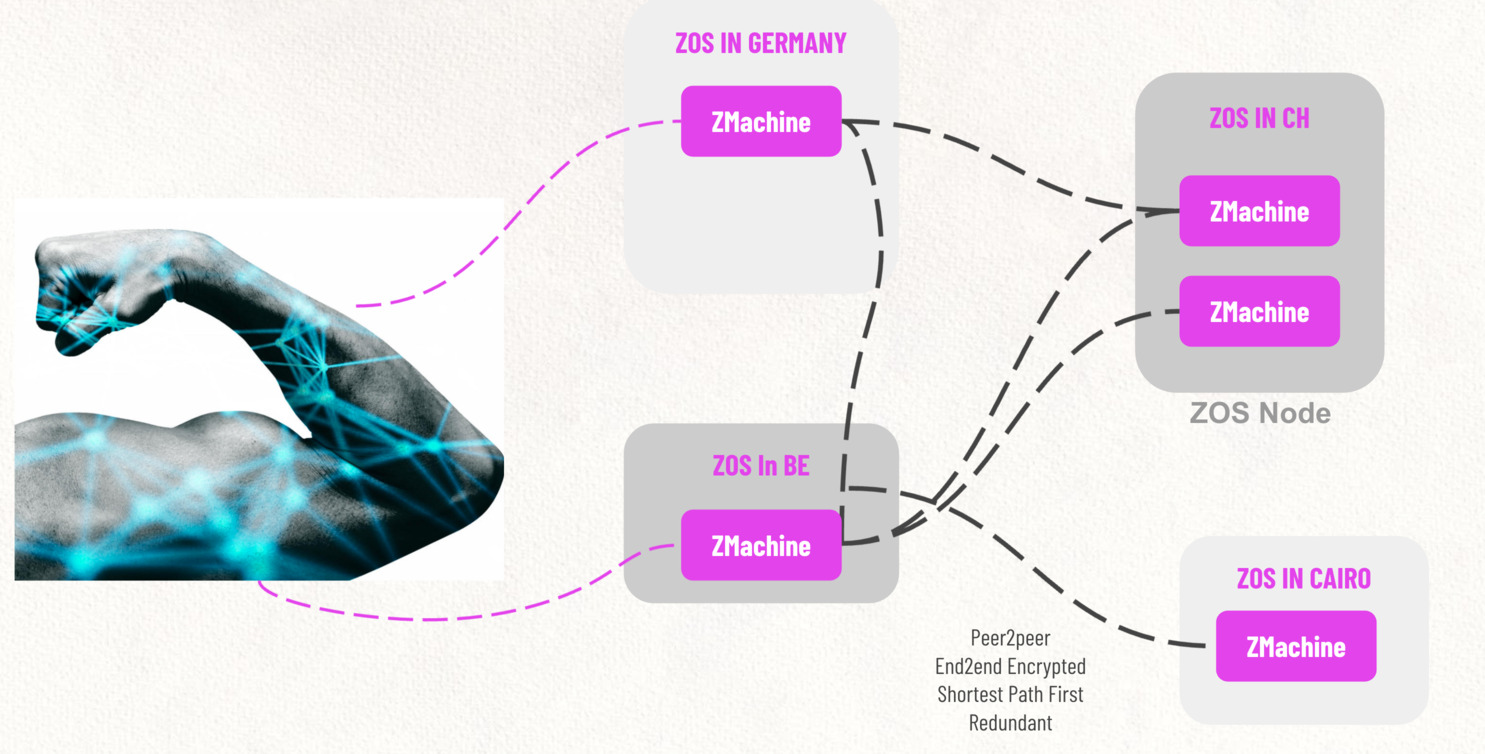 ZOS IN GERMANY
ZMachine
ZOS IN CH
ZMachine
ZMachine
ZOS Node
ZOS In BE
ZMachine
ZOS IN CAIRO
ZMachine
Peer2peer
End2end Encrypted
Shortest Path First
Redundant